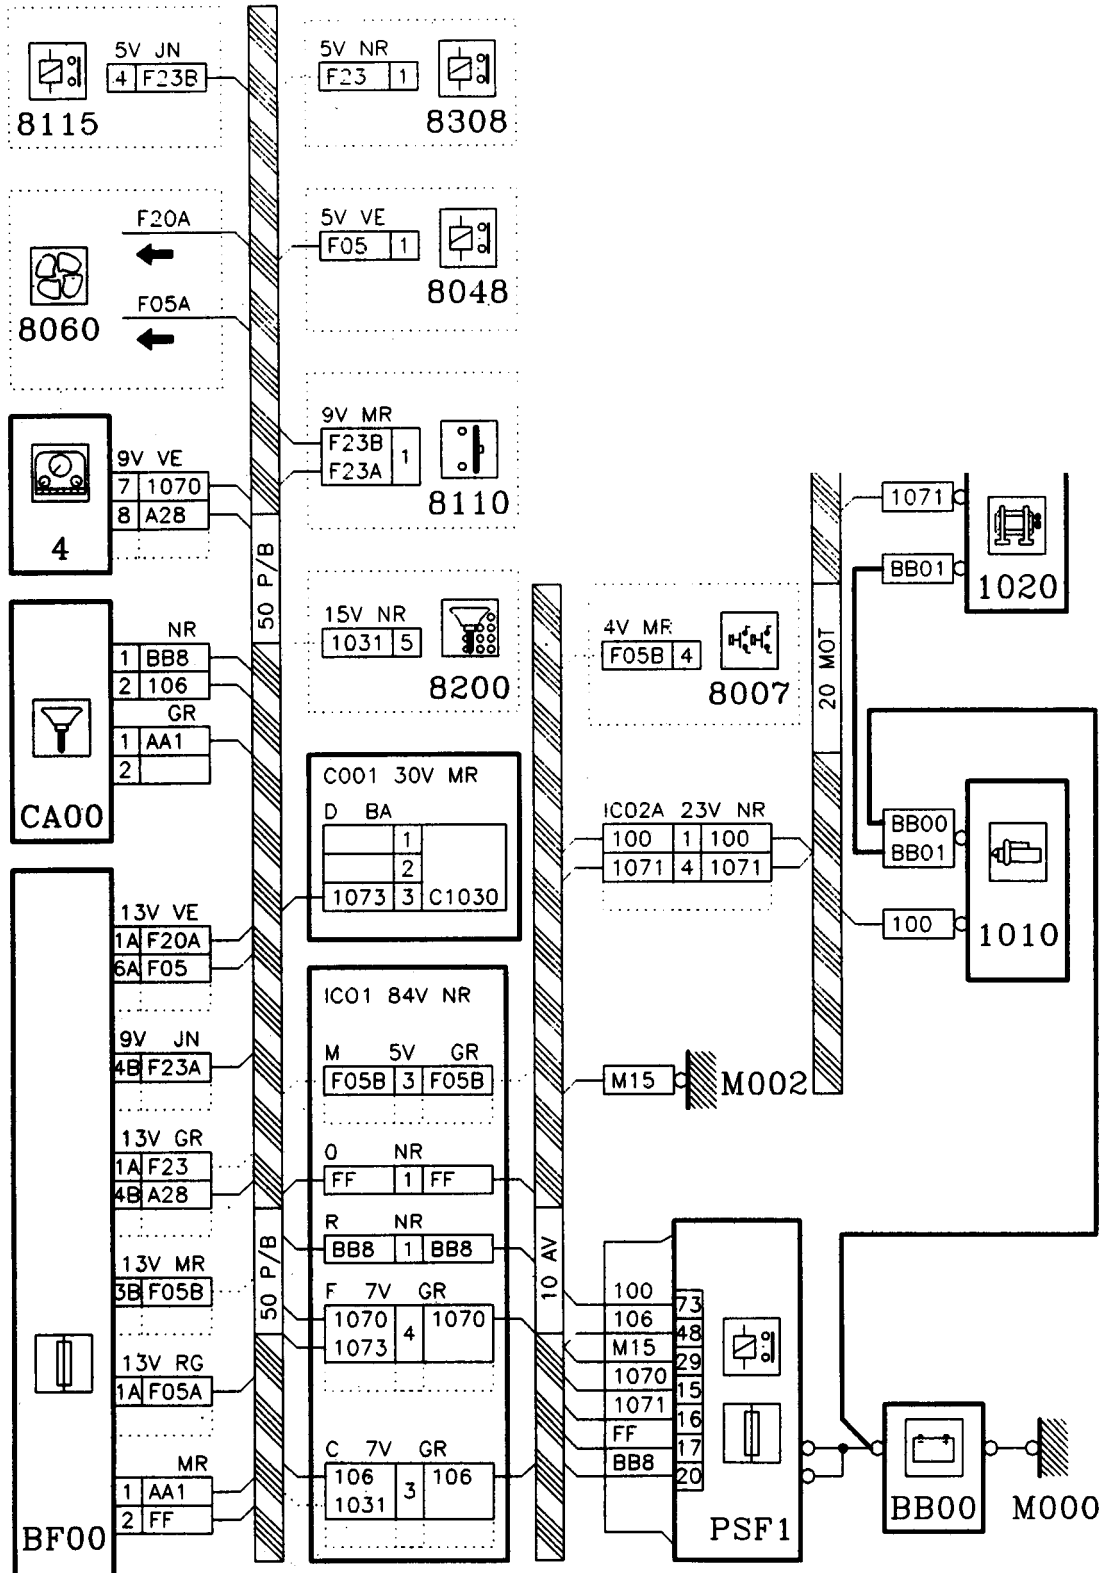 5V JN
4 F23B
8115
5V NR
F23 1
8308
F20A
F05A
8060
5V VE
F05 1
8048
9V MR
F23B
F23A
1
8110
9V VE
7 1070
8 A28
4
50 P/B
15V NR
1031 5
8200
4V MR
F05B 4
8007
20 MOT
1071
BB01
1020
NR
1 BB8
2 106
GR
1 AA1
2
CA00
C001 30V MR
D BA
1
2
1073 3 C1030
IC02A 23V NR
100 1 100
1071 4 1071
BB00
BB01
100
1010
13V VE
1A F20A
6A F05
9V JN
4B F23A
13V GR
1A F23
4B A28
13V MR
3B F05B
13V RG
1A F05A
MR
1 AA1
2 FF
BF00
50 P/B
IC01 84V NR
M 5V GR
F05B 3 F05B
O NR
FF 1 FF
R NR
BB8 1 BB8
F 7V GR
1070 4 1070
1073
C 7V GR
106 3 106
1031
10 AV
M15
M002
100 73
106 48
M15 29
1070 15
1071 16
FF 17
BB8 20
PSF1
BB00
M000